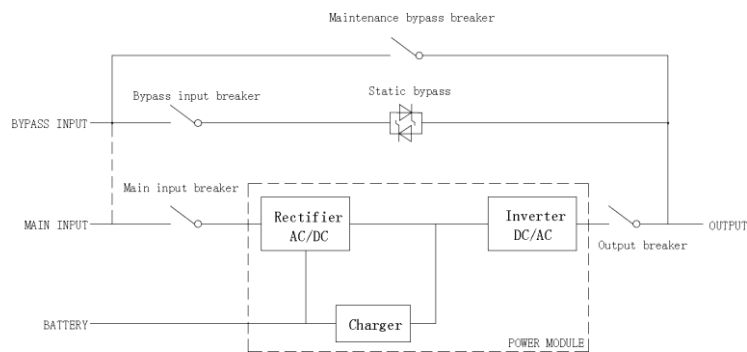 Maintenance bypass breaker
Bypass input breaker
Static bypass
BYPASS INPUT
Main input breaker
Rectifier
AC/DC
Inverter
DC/AC
MAIN INPUT
OUTPUT
Output breaker
BATTERY
Charger
POWER MODULE